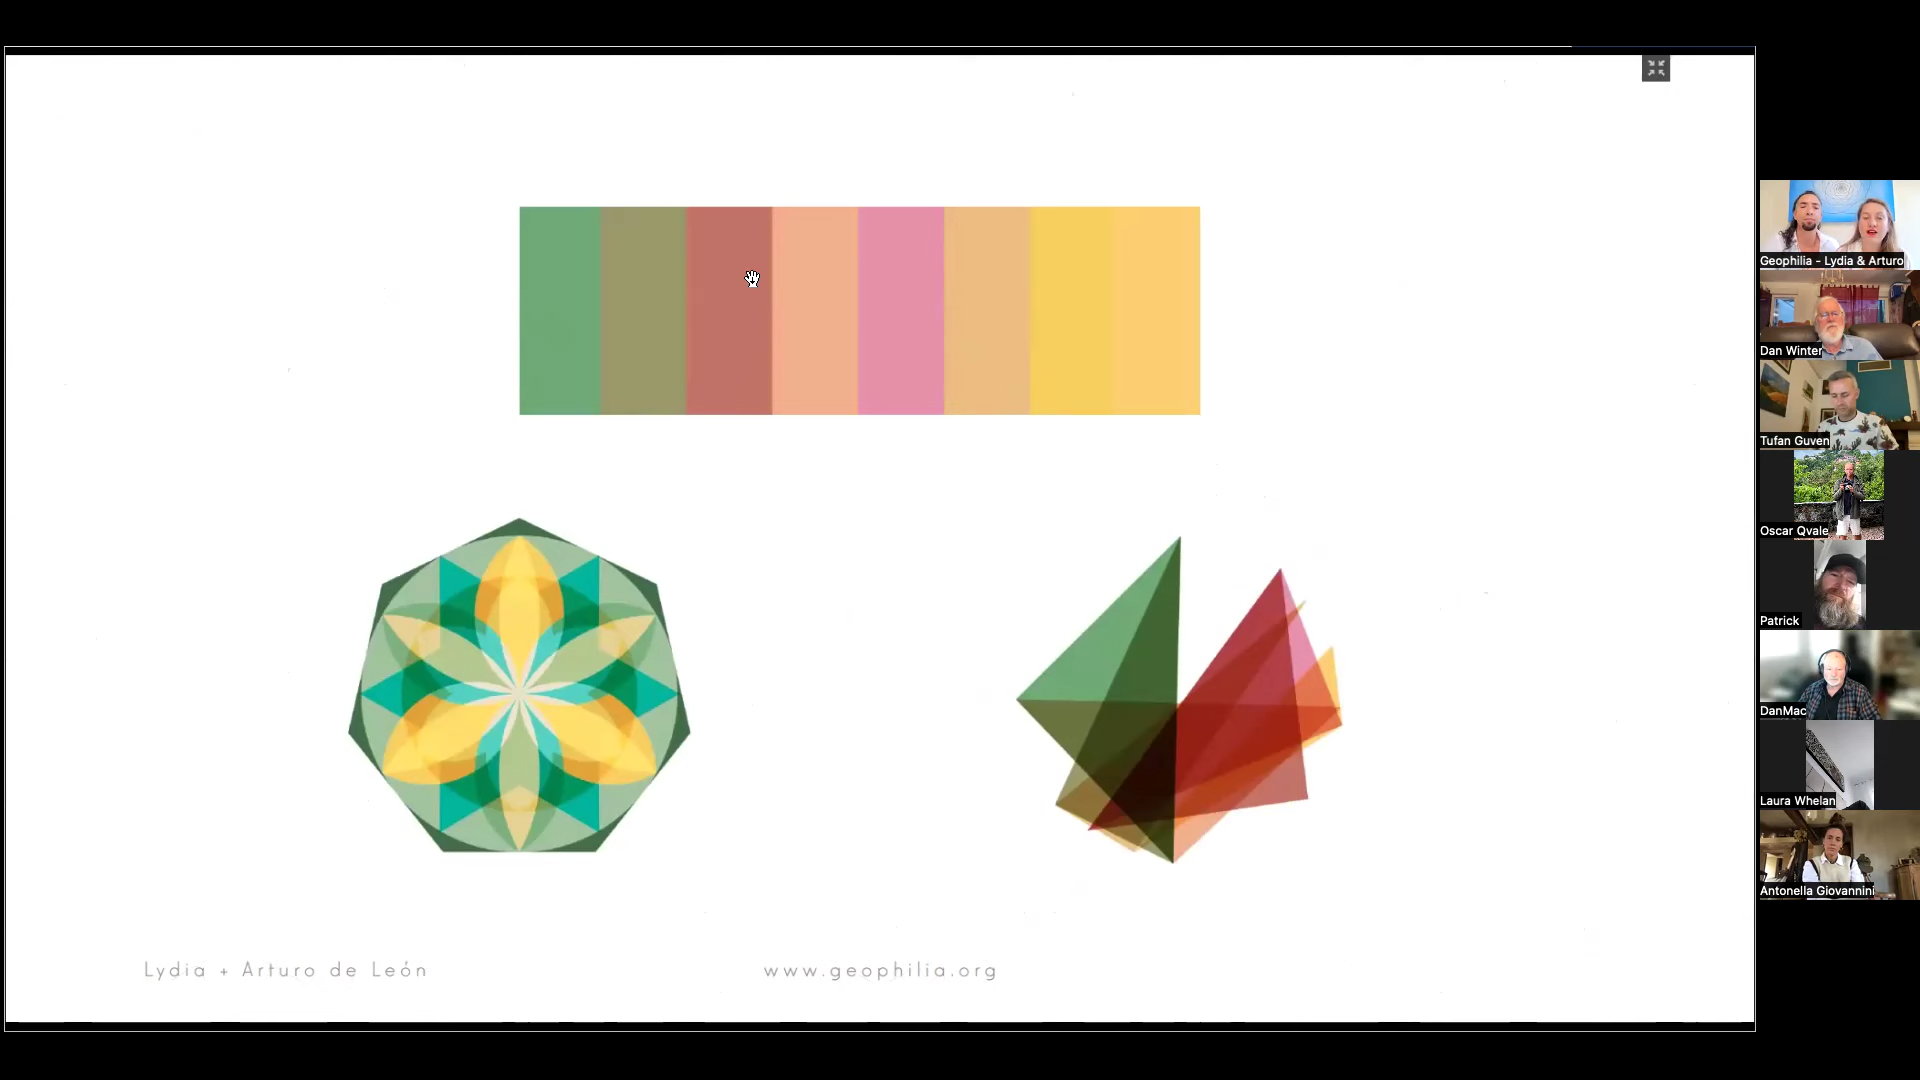 Geophilia - Lydia & Arturo
Dan Winter
Tufan Guven
Oscar Qvale
Patrick
DanMac
Laura Whelan
Antonella Giovannini
Lydia + Arturo de León
www.geophilia.org